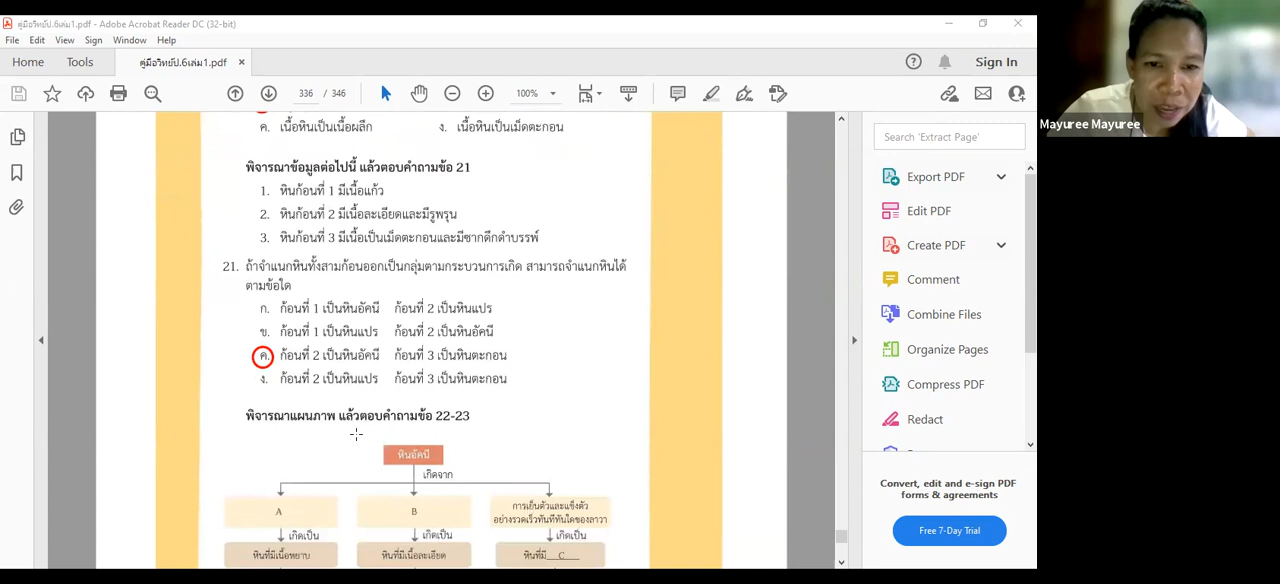 คู่มือวิทย์ป.6เล่ม1.pdf - Adobe Acrobat Reader DC (32-bit)
File Edit View Sign Window Help
Home Tools คู่มือวิทย์ป.6เล่ม1.pdf × Sign In
336 / 346 100%
Mayuree Mayuree
Search 'Extract Page'
Export PDF
Edit PDF
Create PDF
Comment
Combine Files
Organize Pages
Compress PDF
Redact
Convert, edit and e-sign PDF
forms & agreements
Free 7-Day Trial
ค. เนื้อหินเป็นเนื้อผลึก ง. เนื้อหินเป็นเม็ดตะกอน
พิจารณาข้อมูลต่อไปนี้ แล้วตอบคำถามข้อ 21
1. หินก้อนที่ 1 มีเนื้อแก้ว
2. หินก้อนที่ 2 มีเนื้อละเอียดและมีรูพรุน
3. หินก้อนที่ 3 มีเนื้อเป็นเม็ดตะกอนและมีซากดึกดำบรรพ์
21. ถ้าจำแนกหินทั้งสามก้อนออกเป็นกลุ่มตามกระบวนการเกิด สามารถจำแนกหินได้
ตามข้อใด
ก. ก้อนที่ 1 เป็นหินอัคนี ก้อนที่ 2 เป็นหินแปร
ข. ก้อนที่ 1 เป็นหินแปร ก้อนที่ 2 เป็นหินอัคนี
ค. ก้อนที่ 2 เป็นหินอัคนี ก้อนที่ 3 เป็นหินตะกอน
ง. ก้อนที่ 2 เป็นหินแปร ก้อนที่ 3 เป็นหินตะกอน
พิจารณาแผนภาพ แล้วตอบคำถามข้อ 22-23
หินอัคนี
เกิดจาก
A B การเย็นตัวและแข็งตัว
อย่างรวดเร็วทันทีทันใดของลาวา
เกิดเป็น เกิดเป็น เกิดเป็น
หินที่มีเนื้อหยาบ หินที่มีเนื้อละเอียด หินที่มี__C__